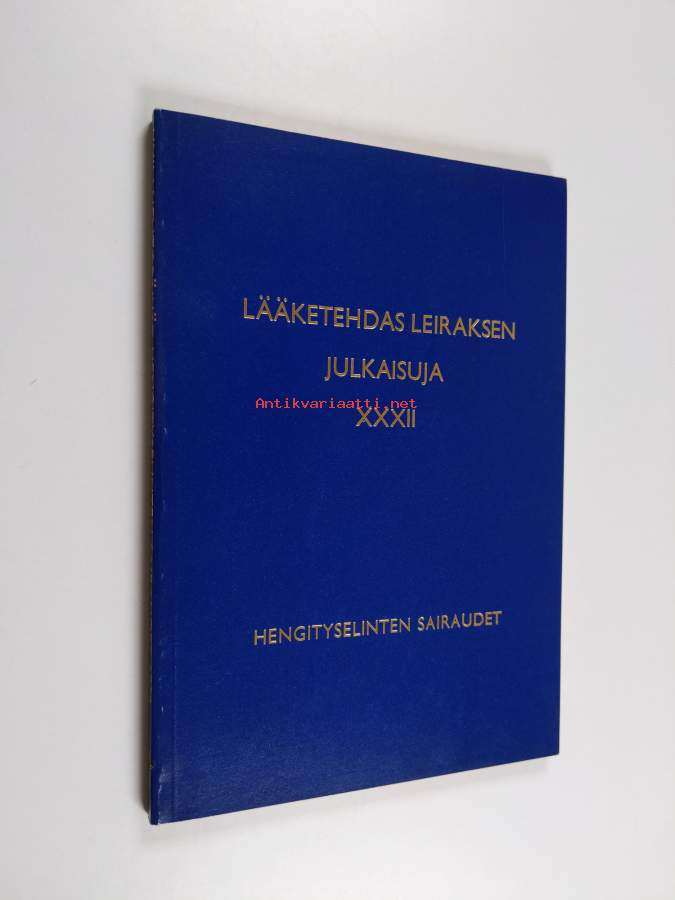 LÄÄKETEHDAS LEIRAKSEN
JULKAISUJA
Antikvariaatti.net
XXXII
HENGITYSELINTEN SAIRAUDET